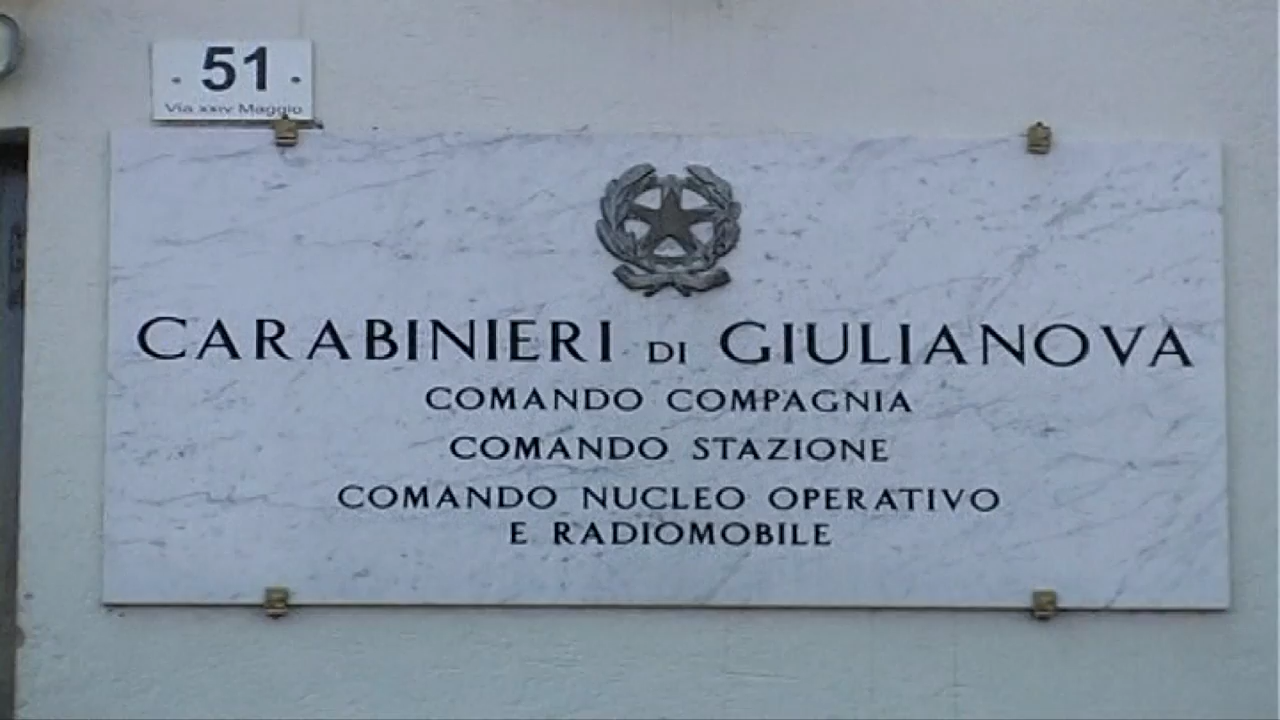 51
Via xxiv Maggio
CARABINIERI DI GIULIANOVA
COMANDO COMPAGNIA
COMANDO STAZIONE
COMANDO NUCLEO OPERATIVO
E RADIOMOBILE